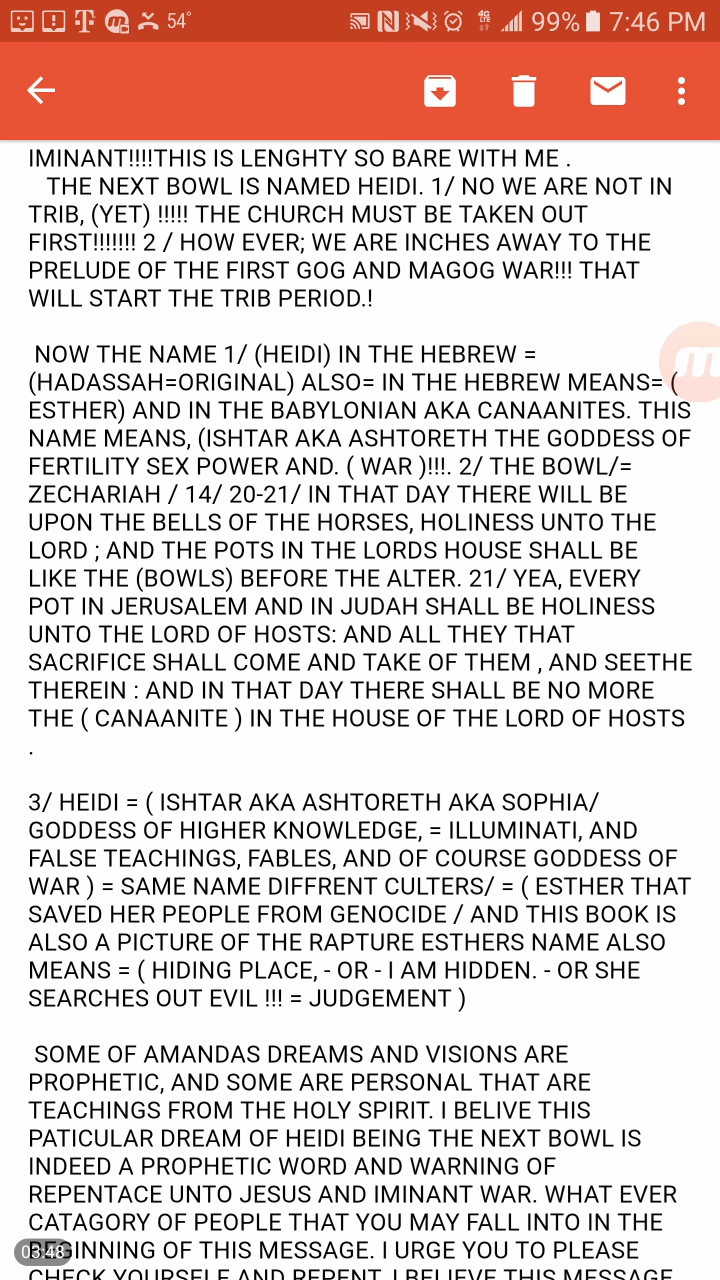 54° 4G LTE 99% 7:46 PM
IMINANT!!!!THIS IS LENGHTY SO BARE WITH ME .
THE NEXT BOWL IS NAMED HEIDI. 1/ NO WE ARE NOT IN
TRIB, (YET) !!!!! THE CHURCH MUST BE TAKEN OUT
FIRST!!!!!!! 2 / HOW EVER; WE ARE INCHES AWAY TO THE
PRELUDE OF THE FIRST GOG AND MAGOG WAR!!! THAT
WILL START THE TRIB PERIOD.!
NOW THE NAME 1/ (HEIDI) IN THE HEBREW =
(HADASSAH=ORIGINAL) ALSO= IN THE HEBREW MEANS= (
ESTHER) AND IN THE BABYLONIAN AKA CANAANITES. THIS
NAME MEANS, (ISHTAR AKA ASHTORETH THE GODDESS OF
FERTILITY SEX POWER AND. ( WAR )!!!. 2/ THE BOWL/=
ZECHARIAH / 14/ 20-21/ IN THAT DAY THERE WILL BE
UPON THE BELLS OF THE HORSES, HOLINESS UNTO THE
LORD ; AND THE POTS IN THE LORDS HOUSE SHALL BE
LIKE THE (BOWLS) BEFORE THE ALTER. 21/ YEA, EVERY
POT IN JERUSALEM AND IN JUDAH SHALL BE HOLINESS
UNTO THE LORD OF HOSTS: AND ALL THEY THAT
SACRIFICE SHALL COME AND TAKE OF THEM , AND SEETHE
THEREIN : AND IN THAT DAY THERE SHALL BE NO MORE
THE ( CANAANITE ) IN THE HOUSE OF THE LORD OF HOSTS
.
3/ HEIDI = ( ISHTAR AKA ASHTORETH AKA SOPHIA/
GODDESS OF HIGHER KNOWLEDGE, = ILLUMINATI, AND
FALSE TEACHINGS, FABLES, AND OF COURSE GODDESS OF
WAR ) = SAME NAME DIFFRENT CULTERS/ = ( ESTHER THAT
SAVED HER PEOPLE FROM GENOCIDE / AND THIS BOOK IS
ALSO A PICTURE OF THE RAPTURE ESTHERS NAME ALSO
MEANS = ( HIDING PLACE, - OR - I AM HIDDEN. - OR SHE
SEARCHES OUT EVIL !!! = JUDGEMENT )
SOME OF AMANDAS DREAMS AND VISIONS ARE
PROPHETIC, AND SOME ARE PERSONAL THAT ARE
TEACHINGS FROM THE HOLY SPIRIT. I BELIVE THIS
PATICULAR DREAM OF HEIDI BEING THE NEXT BOWL IS
INDEED A PROPHETIC WORD AND WARNING OF
REPENTACE UNTO JESUS AND IMINANT WAR. WHAT EVER
CATAGORY OF PEOPLE THAT YOU MAY FALL INTO IN THE
BEGINNING OF THIS MESSAGE. I URGE YOU TO PLEASE
03:48
CHECK YOURSELF AND REPENT. I BELIEVE THIS MESSAGE